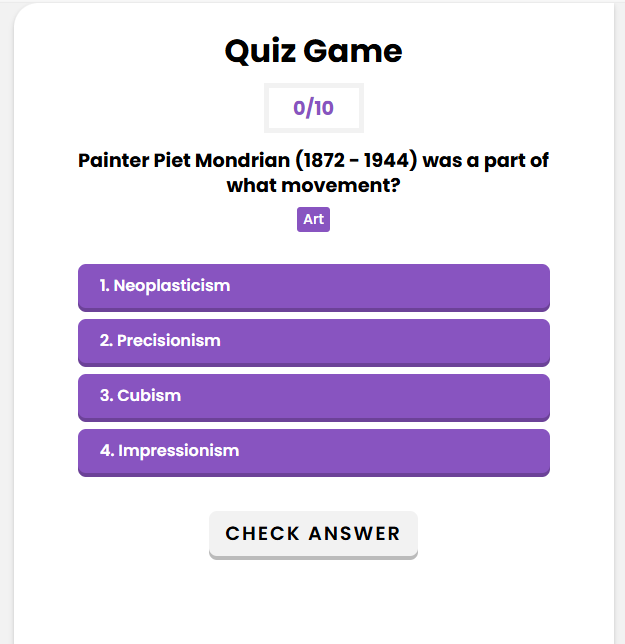 Quiz Game
0/10
Painter Piet Mondrian (1872 - 1944) was a part of
what movement?
Art
1. Neoplasticism
2. Precisionism
3. Cubism
4. Impressionism
CHECK ANSWER